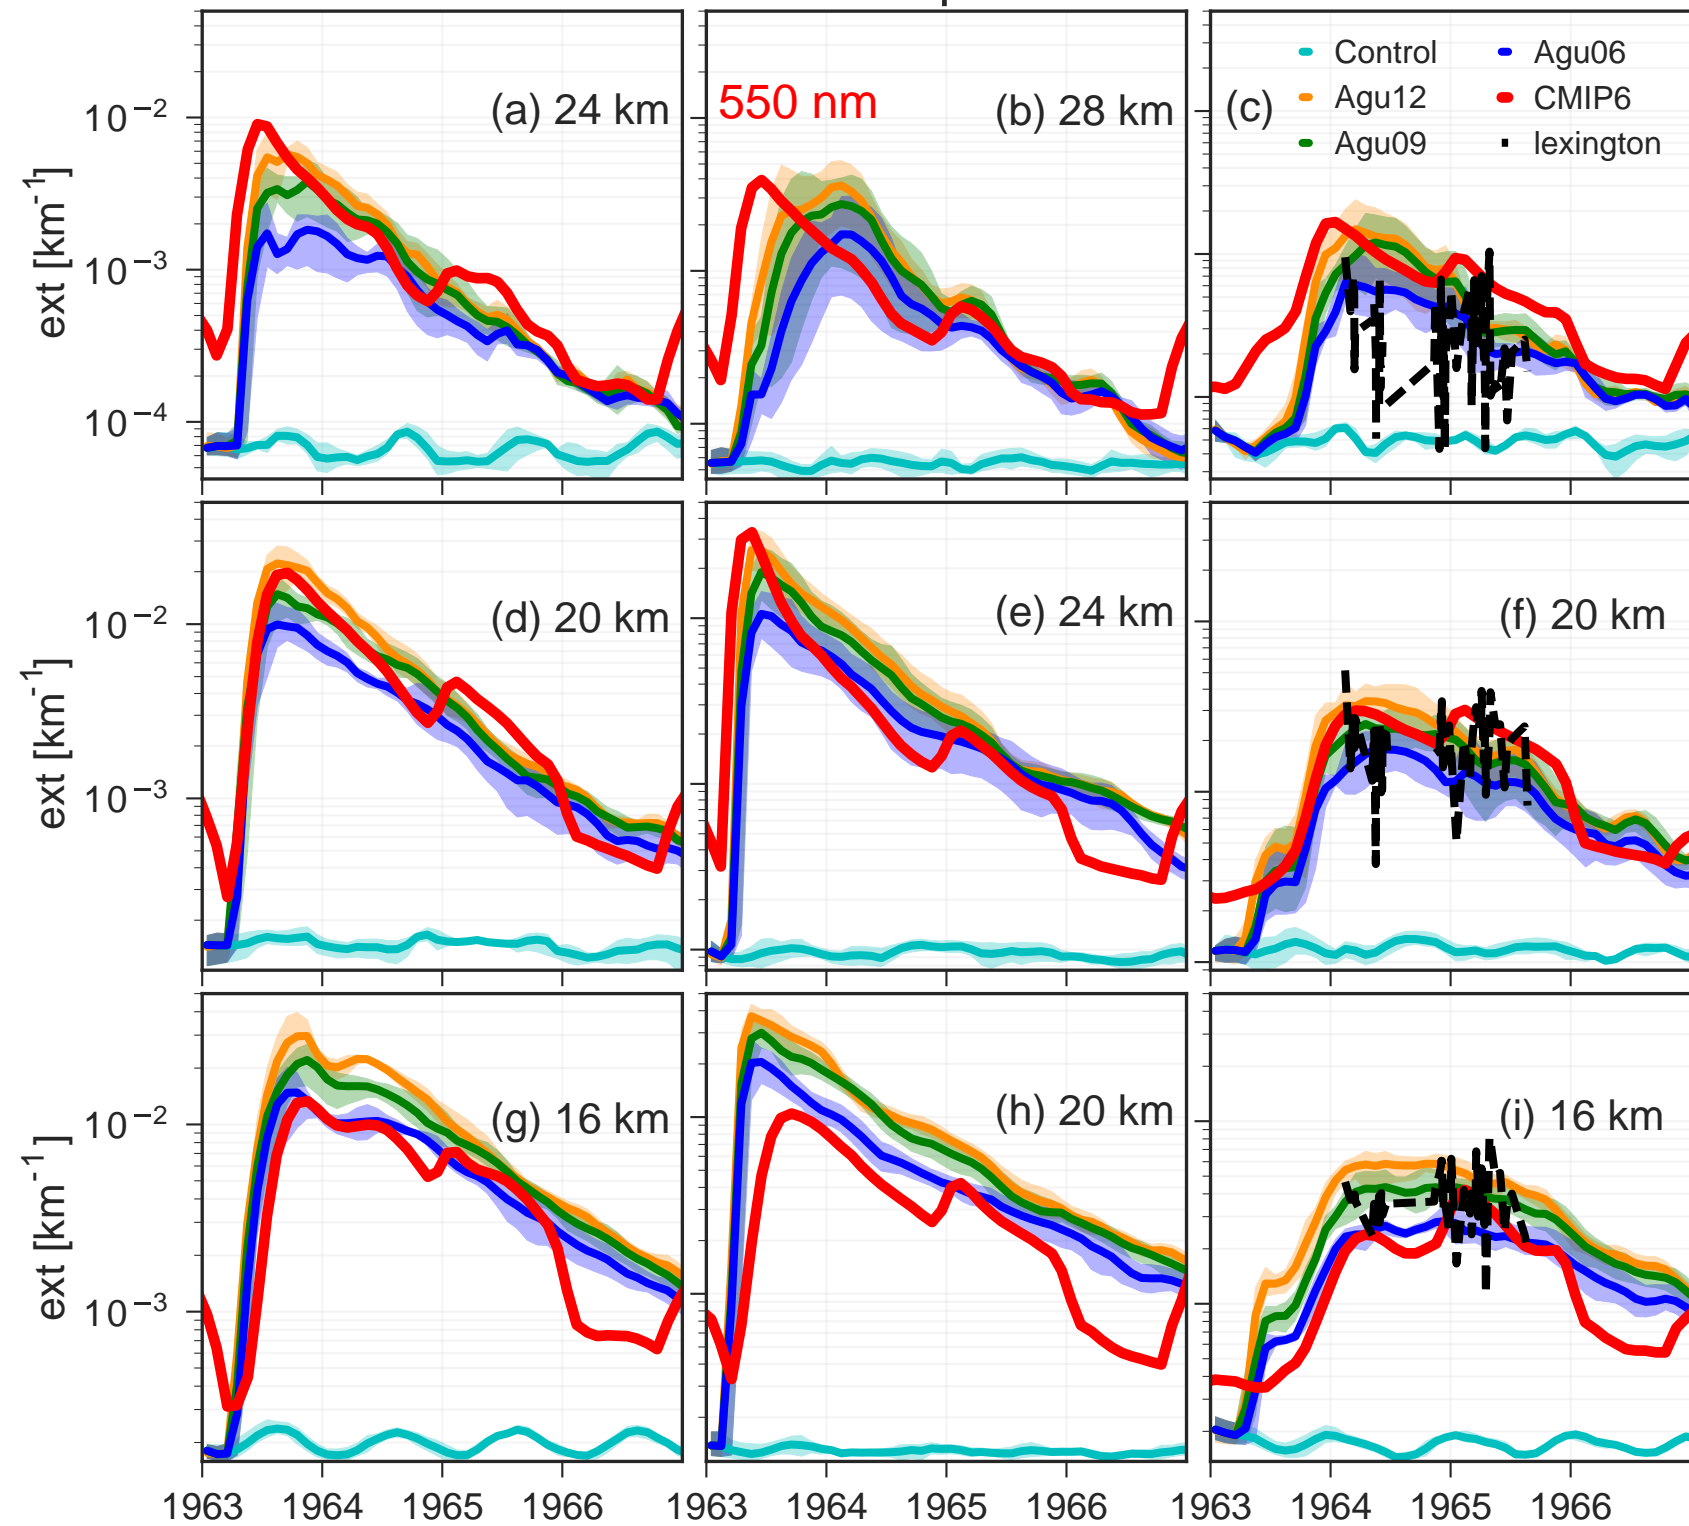 (a) 24 km
550 nm
(b) 28 km
(c)
Control
Agu12
Agu09
Agu06
CMIP6
lexington
10⁻²
10⁻³
10⁻⁴
ext [km⁻¹]
(d) 20 km
(e) 24 km
(f) 20 km
10⁻²
10⁻³
ext [km⁻¹]
(g) 16 km
(h) 20 km
(i) 16 km
10⁻²
10⁻³
ext [km⁻¹]
1963 1964 1965 1966 1963 1964 1965 1966 1963 1964 1965 1966